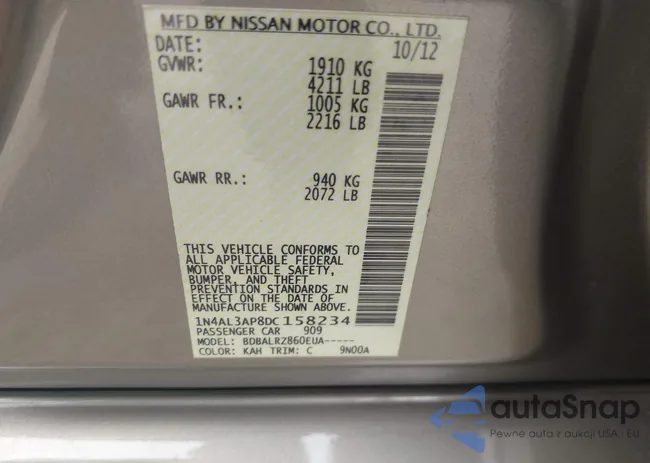 MFD BY NISSAN MOTOR CO., LTD.
DATE: 10/12
GVWR: 1910 KG
4211 LB
GAWR FR.: 1005 KG
2216 LB
GAWR RR.: 940 KG
2072 LB
THIS VEHICLE CONFORMS TO
ALL APPLICABLE FEDERAL
MOTOR VEHICLE SAFETY,
BUMPER, AND THEFT
PREVENTION STANDARDS IN
EFFECT ON THE DATE OF
MANUFACTURE SHOWN ABOVE.
1N4AL3AP8DC 158234
PASSENGER CAR 909
MODEL: BDBALRZ860EUA-----
COLOR: KAH TRIM: C 9N00A
autaSnap
Pewne auta z aukcji USA i EU